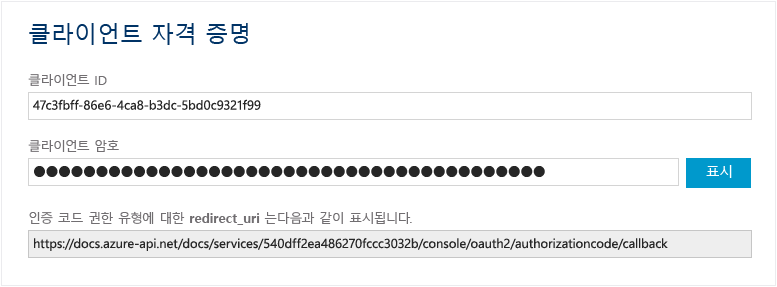 클라이언트 자격 증명
클라이언트 ID
47c3fbff-86e6-4ca8-b3dc-5bd0c9321f99
클라이언트 암호
●●●●●●●●●●●●●●●●●●●●●●●●●●●●●●●●●●●●●●●●● 표시
인증 코드 권한 유형에 대한 redirect_uri 는다음과 같이 표시됩니다.
https://docs.azure-api.net/docs/services/540dff2ea486270fccc3032b/console/oauth2/authorizationcode/callback